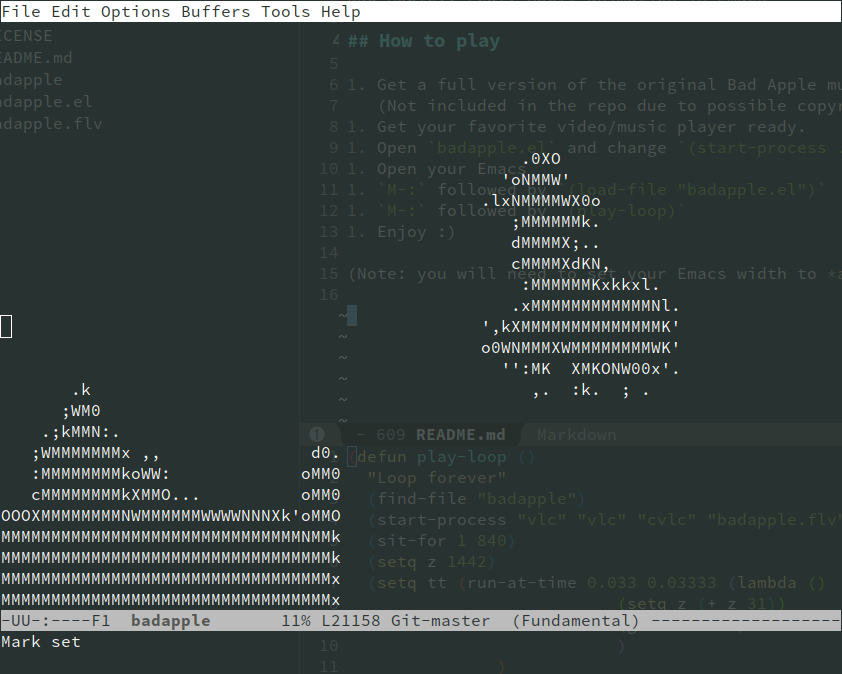 File Edit Options Buffers Tools Help
ICENSE
EADME.md
adapple
adapple.el
adapple.flv
4 ## How to play
5
6 1. Get a full version of the original Bad Apple mu
7    (Not included in the repo due to possible copyr
8 1. Get your favorite video/music player ready.
9 1. Open `badapple.el` and change `(start-process
10 1. Open your Emacs
11 1. `M-:` followed by `(load-file "badapple.el")`
12 1. `M-:` followed by `(play-loop)`
13 1. Enjoy :)
14
15 (Note: you will need to set your Emacs width to *a
16
~
~
~
~
~
~
.0XO
'oNMMW'
.lxNMMMMWX0o
;MMMMMMk.
dMMMMX;..
cMMMMXdKN,
:MMMMMMKxkkxl.
.xMMMMMMMMMMMMNl.
',kXMMMMMMMMMMMMMMK'
o0WNMMMXWMMMMMMMMWK'
'':MK  XMKONW00x'.
,.  :k.  ; .
.k
;WM0
.;kMMN:.
;WMMMMMMMx ,,                d0.
:MMMMMMMMkoWW:             oMM0
cMMMMMMMMkXMMO...          oMM0
OOOXMMMMMMMMNWMMMMMMWWWWNNNXk'oMMO
MMMMMMMMMMMMMMMMMMMMMMMMMMMMMMNMMk
MMMMMMMMMMMMMMMMMMMMMMMMMMMMMMMMMk
MMMMMMMMMMMMMMMMMMMMMMMMMMMMMMMMMx
MMMMMMMMMMMMMMMMMMMMMMMMMMMMMMMMMx
- 609 README.md  Markdown
(defun play-loop ()
"Loop forever"
(find-file "badapple")
(start-process "vlc" "vlc" "cvlc" "badapple.flv"
(sit-for 1 840)
(setq z 1442)
(setq tt (run-at-time 0.033 0.03333 (lambda ()
(setq z (+ z 31))
-UU-:----F1  badapple       11% L21158 Git-master  (Fundamental) -------------------
Mark set
10 )
11 )